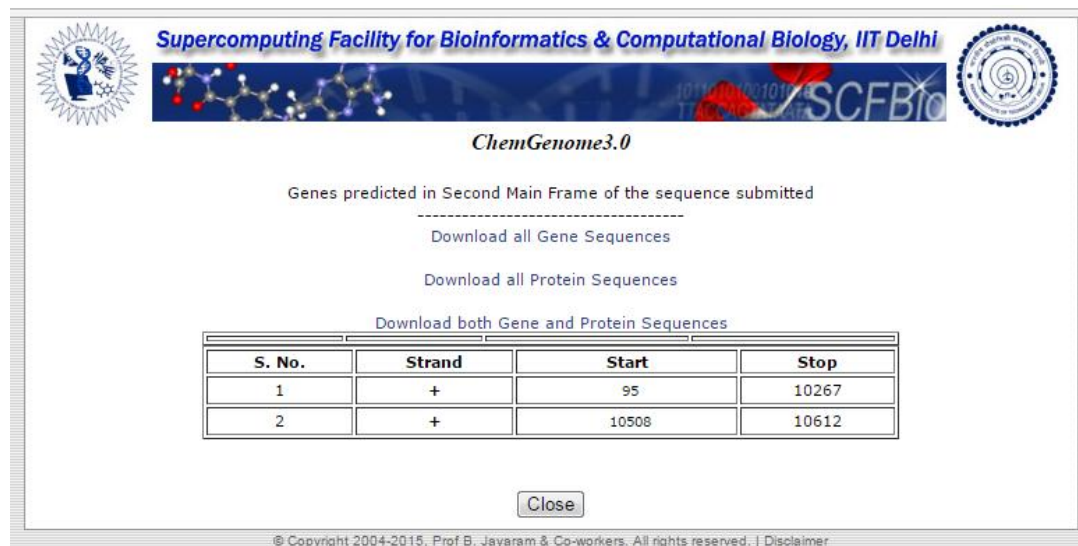 Supercomputing Facility for Bioinformatics & Computational Biology, IIT Delhi
SCFBio
ChemGenome3.0
Genes predicted in Second Main Frame of the sequence submitted
------------------------------------
Download all Gene Sequences
Download all Protein Sequences
Download both Gene and Protein Sequences
S. No. Strand Start Stop
1 + 95 10267
2 + 10508 10612
Close
© Copyright 2004-2015, Prof B. Jayaram & Co-workers. All rights reserved. | Disclaimer